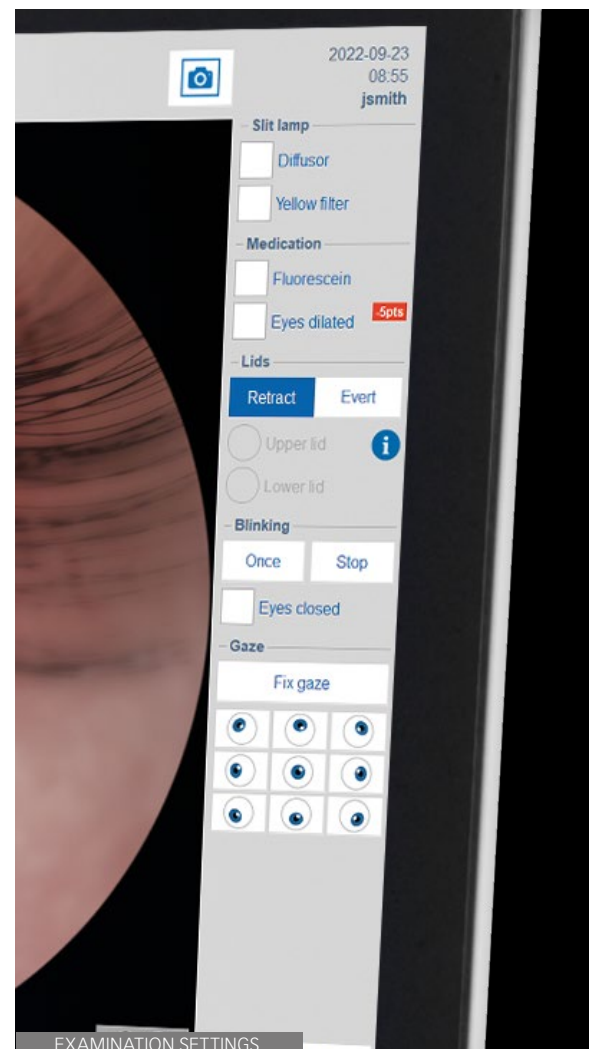 2022-09-23
08:55
jsmith
Slit lamp
Diffusor
Yellow filter
Medication
Fluorescein
Eyes dilated
-5pts
Lids
Retract Evert
Upper lid
i
Lower lid
Blinking
Once Stop
Eyes closed
Gaze
Fix gaze
EXAMINATION SETTINGS